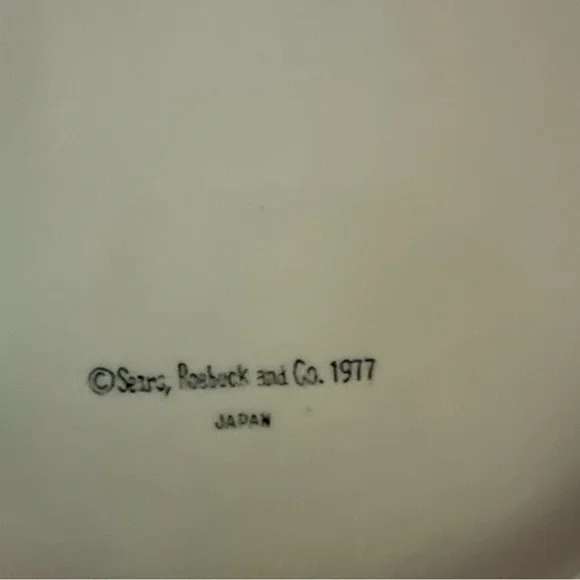 ©Sears, Roebuck and Co. 1977
JAPAN